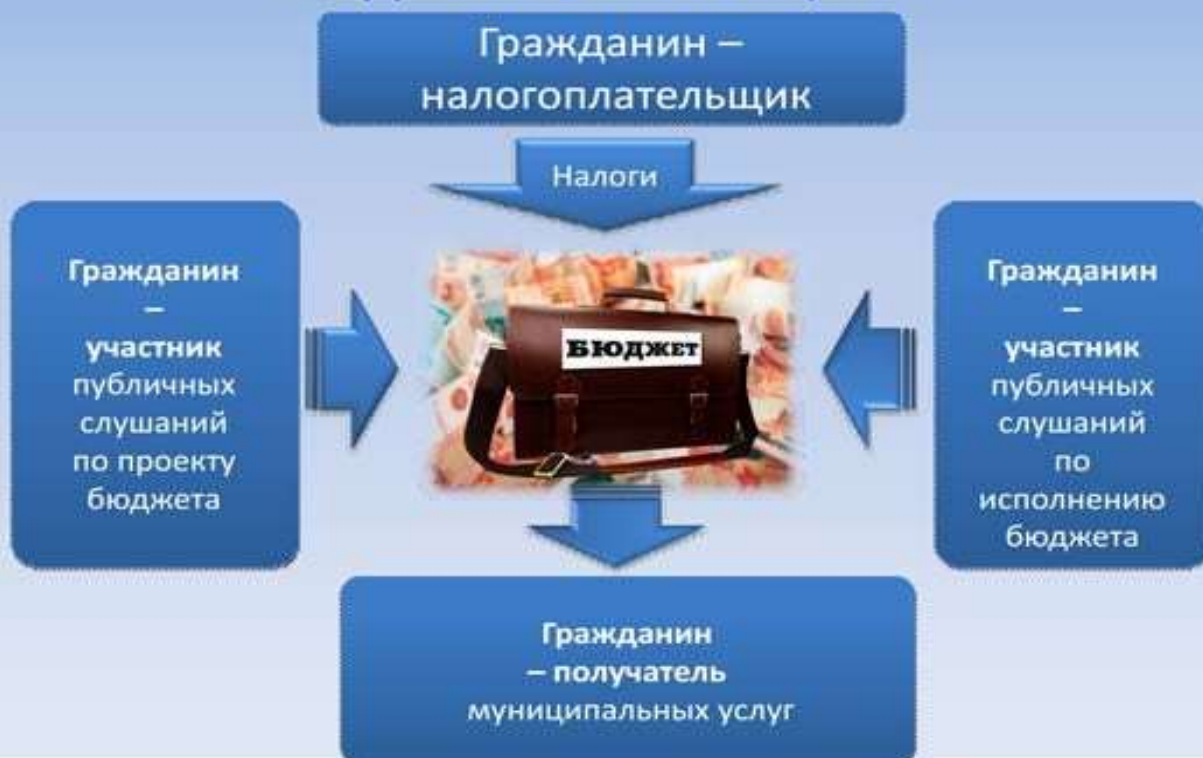 Гражданин –
налогоплательщик
Налоги
Гражданин
–
участник
публичных
слушаний
по проекту
бюджета
БЮДЖЕТ
Гражданин
–
участник
публичных
слушаний
по
исполнению
бюджета
Гражданин
– получатель
муниципальных услуг